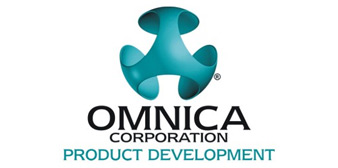 ®
OMNICA
CORPORATION
PRODUCT DEVELOPMENT